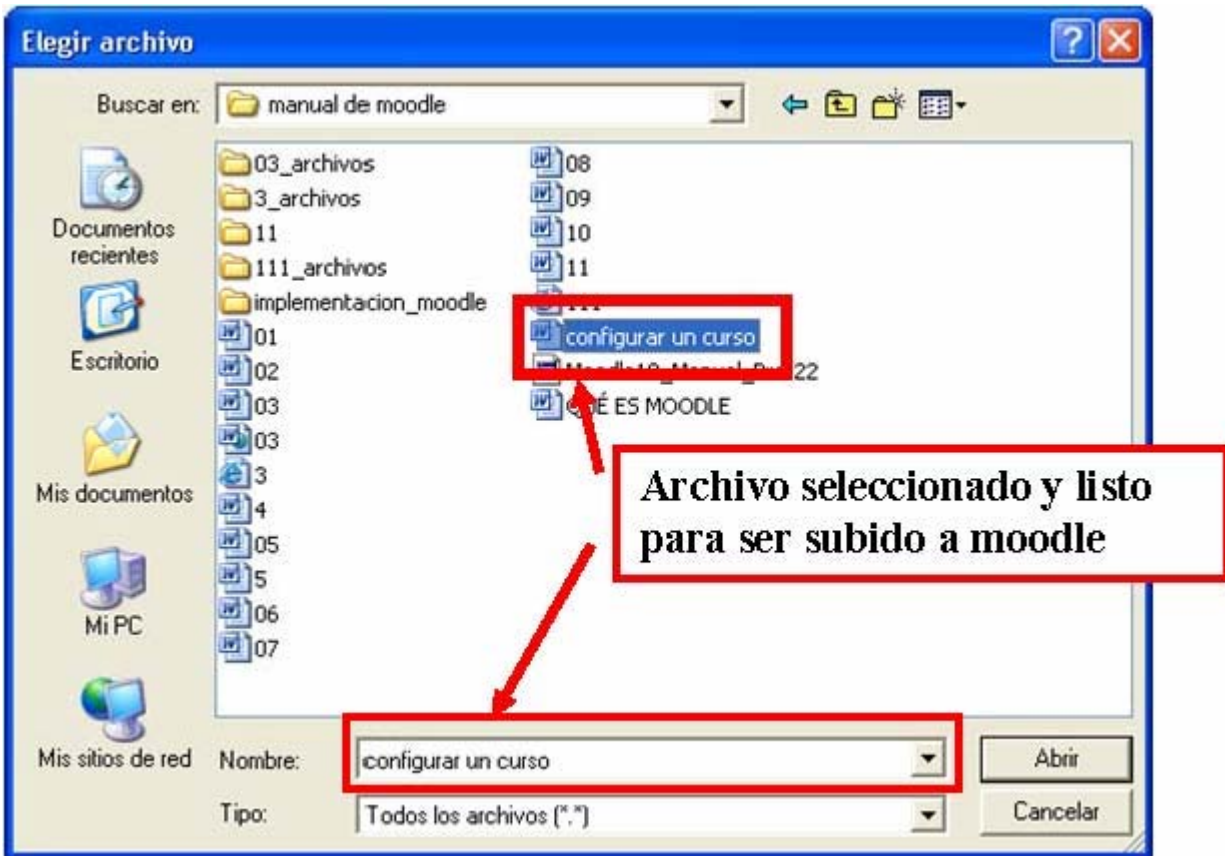 Elegir archivo
Buscar en: manual de moodle
Documentos
recientes
Escritorio
Mis documentos
Mi PC
Mis sitios de red
03_archivos
3_archivos
11
111_archivos
implementacion_moodle
01
02
03
03
3
4
05
5
06
07
08
09
10
11
configurar un curso
QUÉ ES MOODLE
Archivo seleccionado y listo
para ser subido a moodle
Nombre: configurar un curso
Abrir
Tipo: Todos los archivos (*.*)
Cancelar